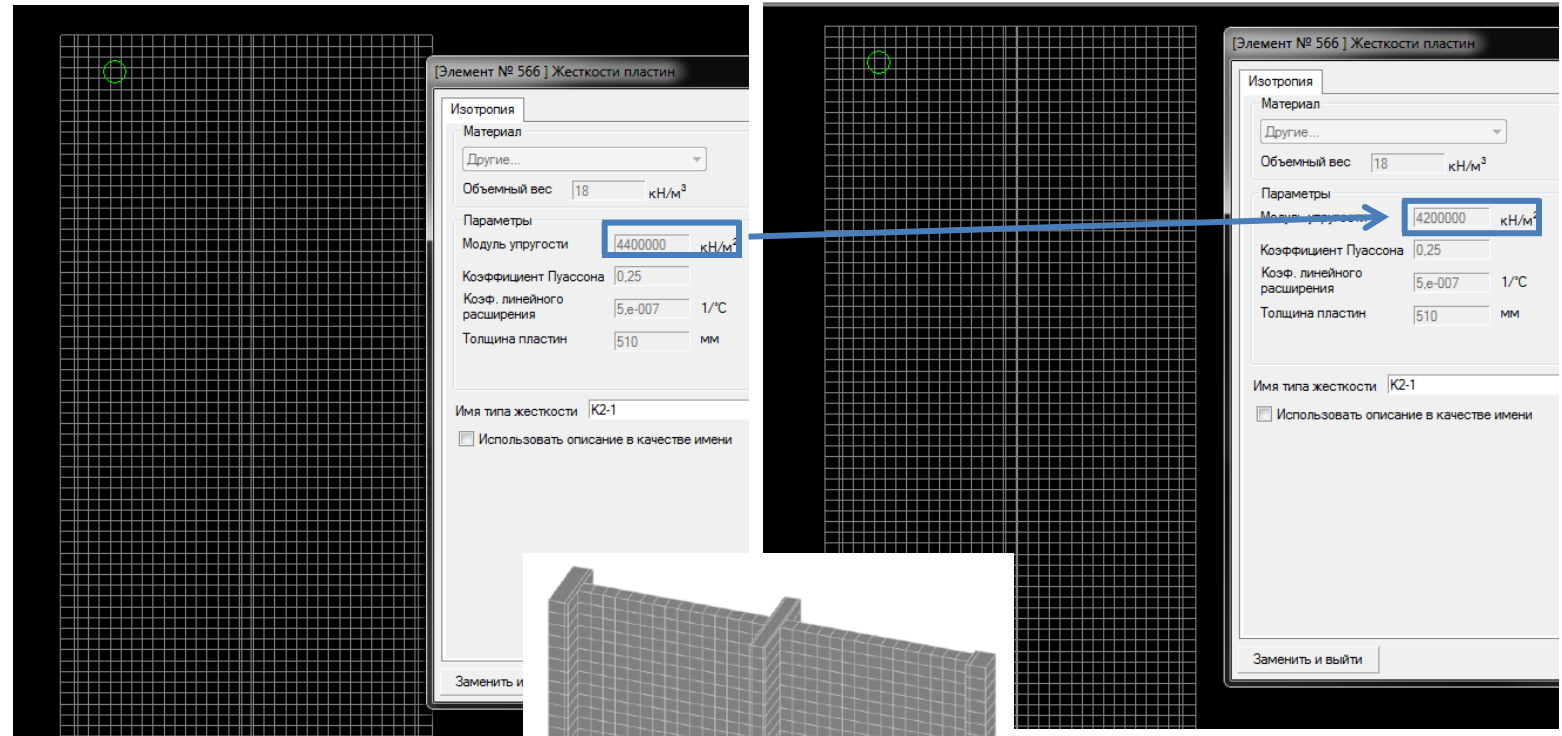 [Элемент № 566 ] Жесткости пластин
Изотропия
Материал
Другие...
Объемный вес 18 кН/м³
Параметры
Модуль упругости 4400000 кН/м²
Коэффициент Пуассона 0,25
Коэф. линейного
расширения 5,е-007 1/°C
Толщина пластин 510 мм
Имя типа жесткости K2-1
Использовать описание в качестве имени
Заменить и
[Элемент № 566 ] Жесткости пластин
Изотропия
Материал
Другие...
Объемный вес 18 кН/м³
Параметры
Модуль упругости 4200000 кН/м²
Коэффициент Пуассона 0,25
Коэф. линейного
расширения 5,е-007 1/°C
Толщина пластин 510 мм
Имя типа жесткости K2-1
Использовать описание в качестве имени
Заменить и выйти